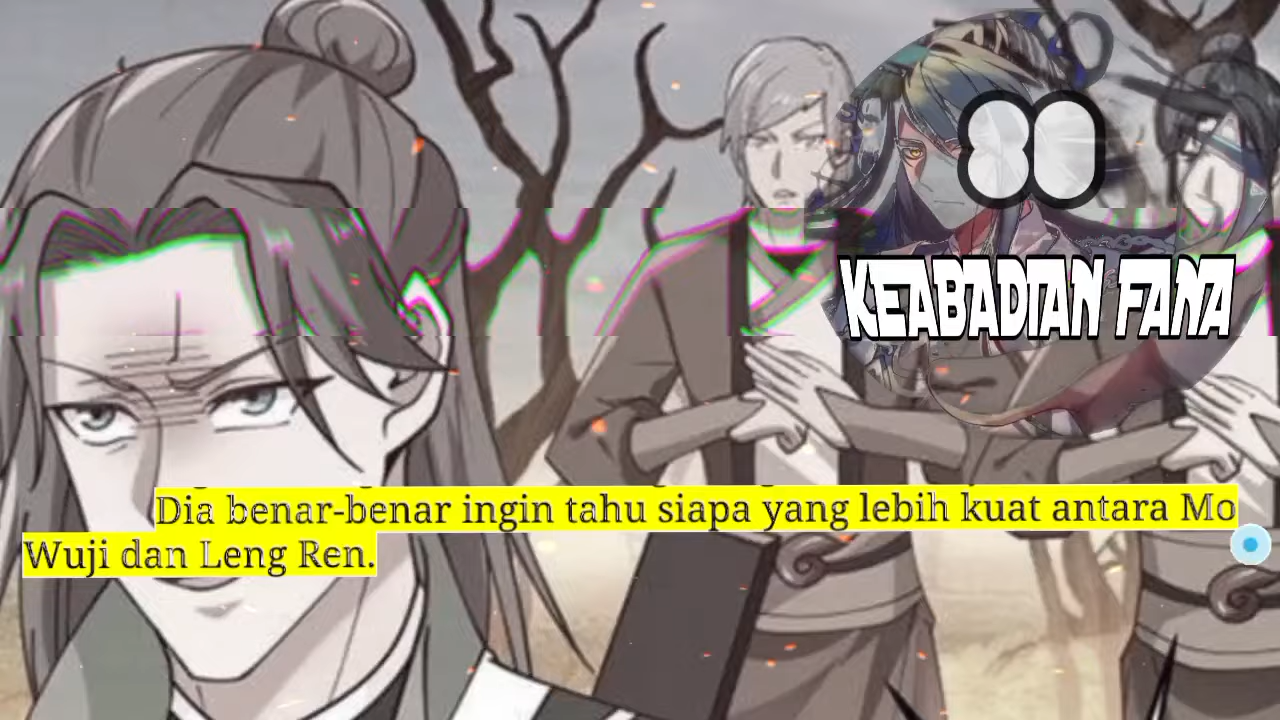 80
KEABADIAN FANA
Dia benar-benar ingin tahu siapa yang lebih kuat antara Mo
Wuji dan Leng Ren.